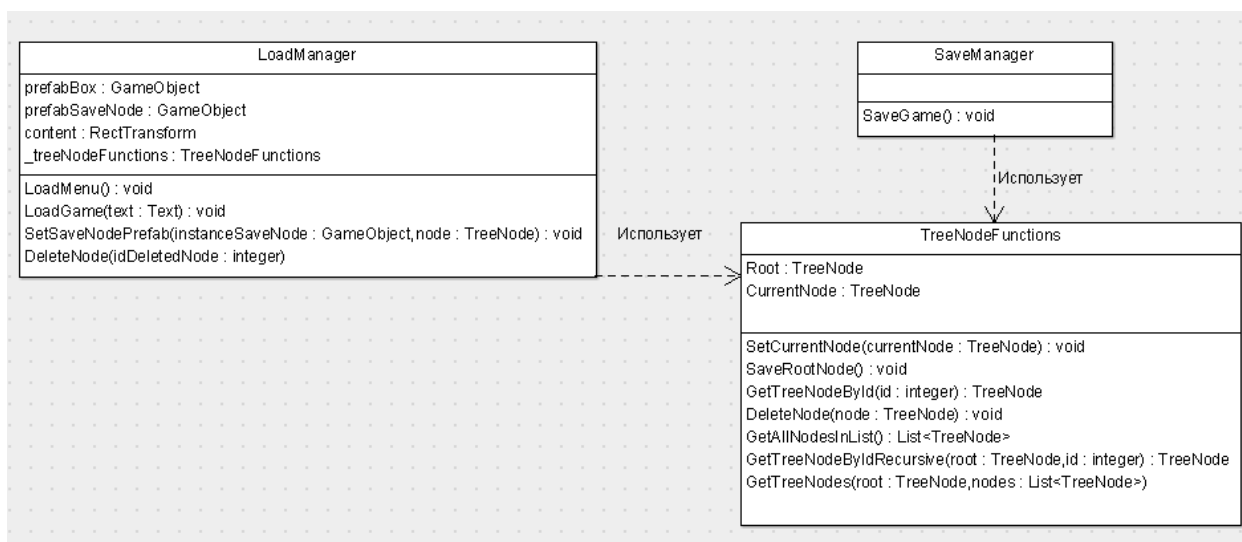 LoadManager
prefabBox : GameObject
prefabSaveNode : GameObject
content : RectTransform
_treeNodeFunctions : TreeNodeFunctions
LoadMenu() : void
LoadGame(text : Text) : void
SetSaveNodePrefab(instanceSaveNode : GameObject,node : TreeNode) : void
DeleteNode(idDeletedNode : integer)
Использует
SaveManager
SaveGame() : void
Использует
TreeNodeFunctions
Root : TreeNode
CurrentNode : TreeNode
SetCurrentNode(currentNode : TreeNode) : void
SaveRootNode() : void
GetTreeNodeById(id : integer) : TreeNode
DeleteNode(node : TreeNode) : void
GetAllNodesInList() : List<TreeNode>
GetTreeNodeByIdRecursive(root : TreeNode,id : integer) : TreeNode
GetTreeNodes(root : TreeNode,nodes : List<TreeNode>)